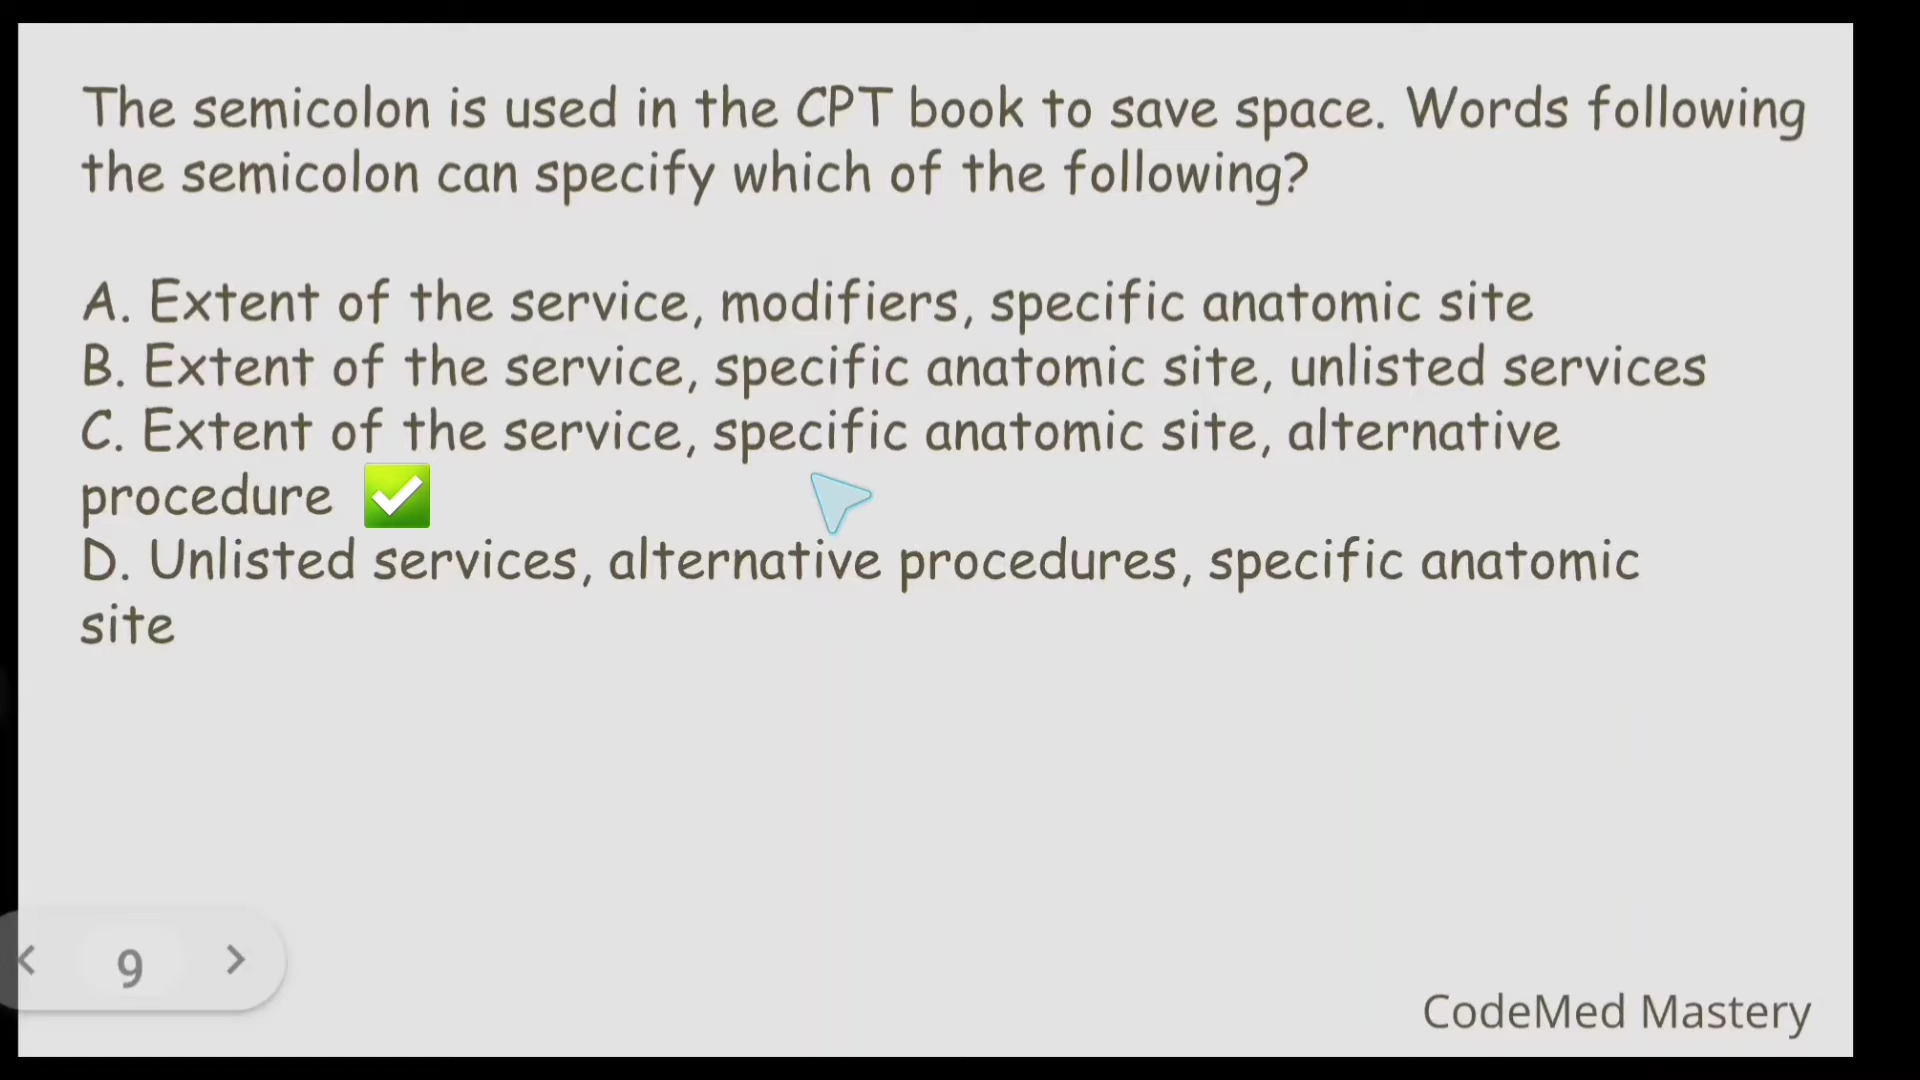 The semicolon is used in the CPT book to save space. Words following
the semicolon can specify which of the following?
A. Extent of the service, modifiers, specific anatomic site
B. Extent of the service, specific anatomic site, unlisted services
C. Extent of the service, specific anatomic site, alternative
procedure ✅
D. Unlisted services, alternative procedures, specific anatomic
site
< 9 >
CodeMed Mastery